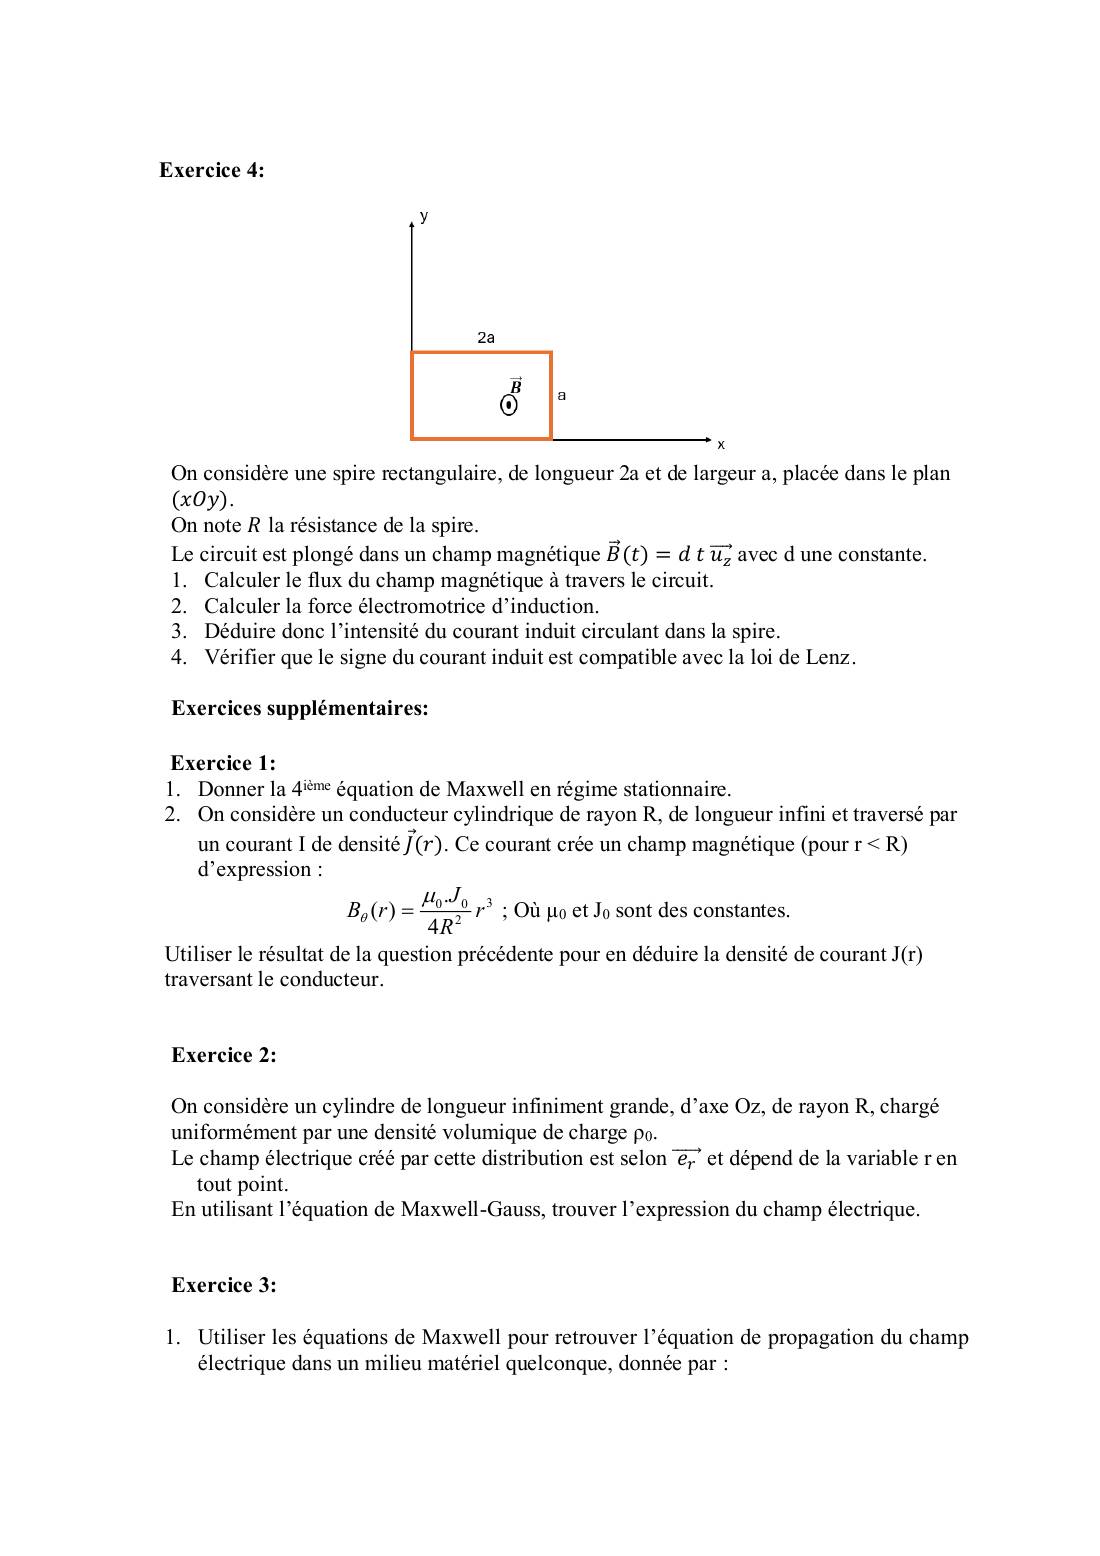 Exercice 4:
y
2a
B⃗
a
x
On considère une spire rectangulaire, de longueur 2a et de largeur a, placée dans le plan
(xOy).
On note R la résistance de la spire.
Le circuit est plongé dans un champ magnétique B⃗(t) = d t u_z⃗ avec d une constante.
1. Calculer le flux du champ magnétique à travers le circuit.
2. Calculer la force électromotrice d’induction.
3. Déduire donc l’intensité du courant induit circulant dans la spire.
4. Vérifier que le signe du courant induit est compatible avec la loi de Lenz.
Exercices supplémentaires:
Exercice 1:
1. Donner la 4ième équation de Maxwell en régime stationnaire.
2. On considère un conducteur cylindrique de rayon R, de longueur infini et traversé par
un courant I de densité J⃗(r). Ce courant crée un champ magnétique (pour r < R)
d’expression :
B_θ(r) = μ₀.J₀ / 4R² r³ ; Où μ₀ et J₀ sont des constantes.
Utiliser le résultat de la question précédente pour en déduire la densité de courant J(r)
traversant le conducteur.
Exercice 2:
On considère un cylindre de longueur infiniment grande, d’axe Oz, de rayon R, chargé
uniformément par une densité volumique de charge ρ₀.
Le champ électrique créé par cette distribution est selon e_r⃗ et dépend de la variable r en
tout point.
En utilisant l’équation de Maxwell-Gauss, trouver l’expression du champ électrique.
Exercice 3:
1. Utiliser les équations de Maxwell pour retrouver l’équation de propagation du champ
électrique dans un milieu matériel quelconque, donnée par :